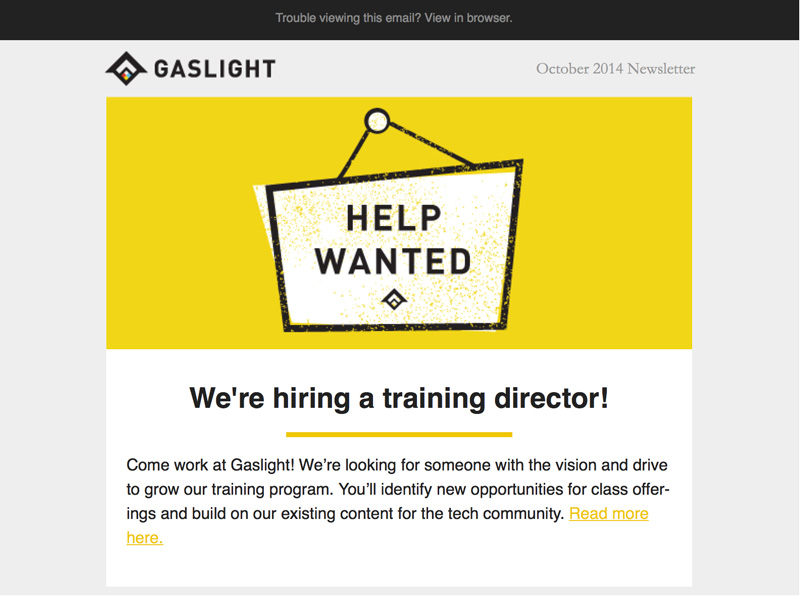 Trouble viewing this email? View in browser.
GASLIGHT
October 2014 Newsletter
HELP
WANTED
We're hiring a training director!
Come work at Gaslight! We’re looking for someone with the vision and drive
to grow our training program. You’ll identify new opportunities for class offer-
ings and build on our existing content for the tech community. Read more
here.